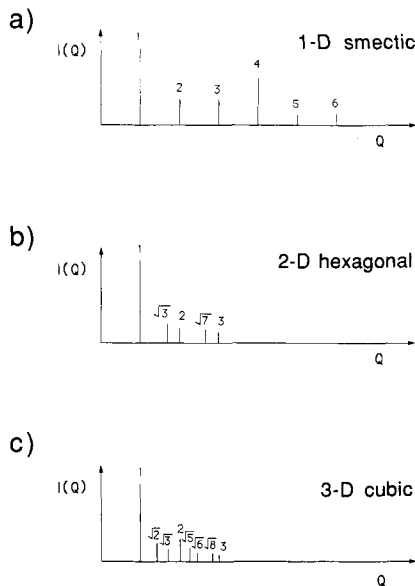 a)
I(Q)
1-D smectic
1 2 3 4 5 6
Q
b)
I(Q)
2-D hexagonal
1 √3 2 √7 3
Q
c)
I(Q)
3-D cubic
1 √2 √3 2 √5 √6 √8 3
Q